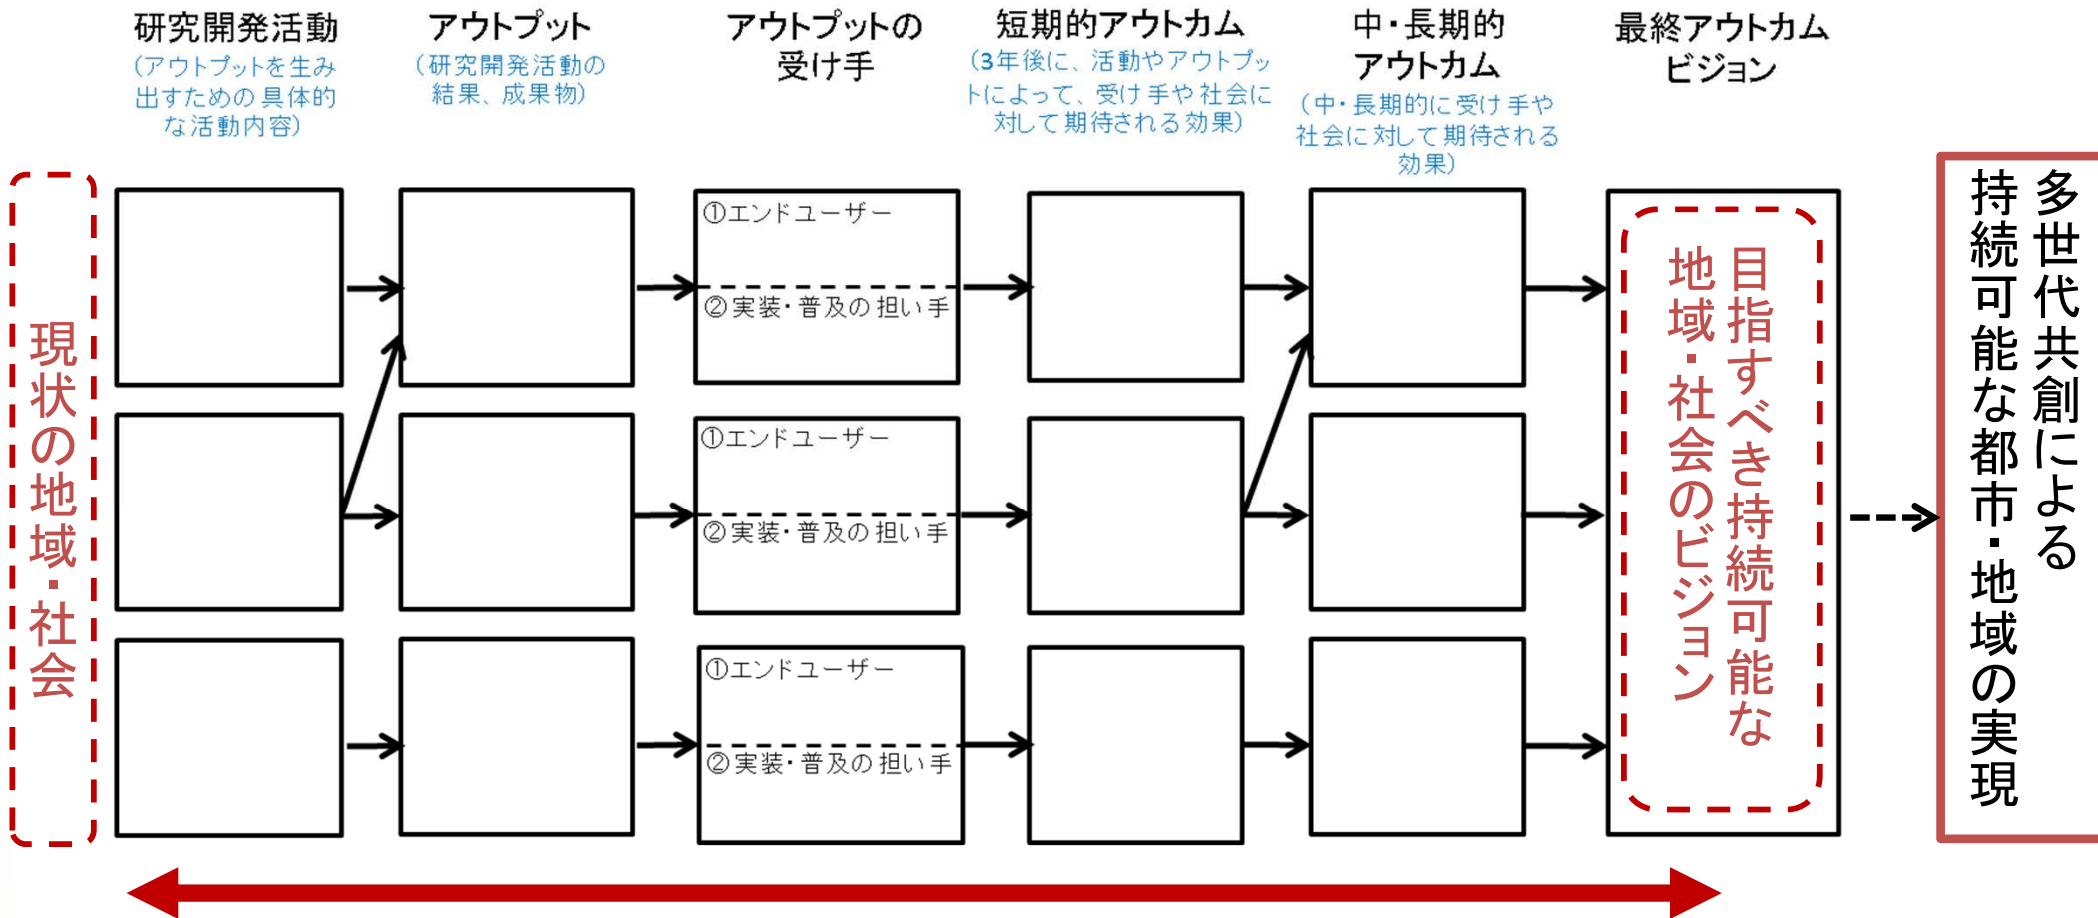 研究開発活動
(アウトプットを生み
出すための具体的
な活動内容)
アウトプット
(研究開発活動の
結果、成果物)
アウトプットの
受け手
短期的アウトカム
(3年後に、活動やアウトプッ
トによって、受け手や社会に
対して期待される効果)
中・長期的
アウトカム
(中・長期的に受け手や
社会に対して期待される
効果)
最終アウトカム
ビジョン
現状の地域・社会
①エンドユーザー
②実装・普及の担い手
①エンドユーザー
②実装・普及の担い手
①エンドユーザー
②実装・普及の担い手
目指すべき持続可能な
地域・社会のビジョン
多世代共創による
持続可能な都市・地域の実現